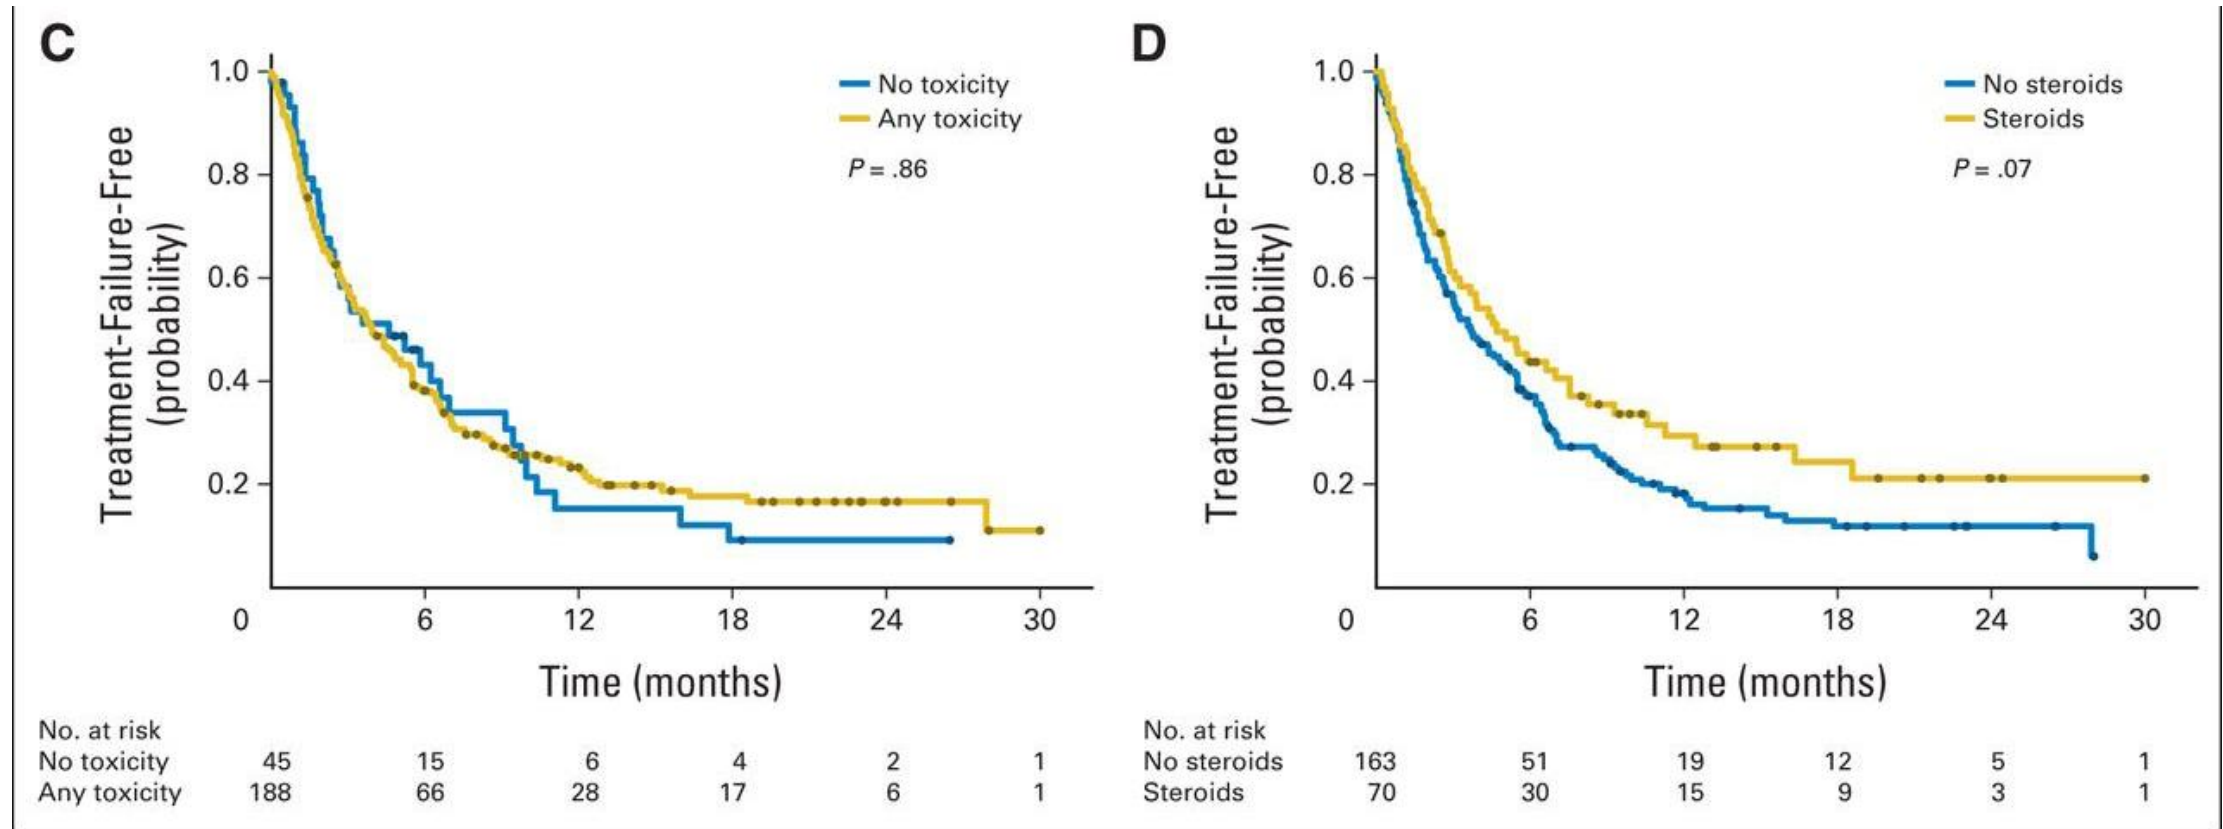 C
1.0
0.8
0.6
0.4
0.2
0
6
12
18
24
30
Treatment-Failure-Free
(probability)
No toxicity
Any toxicity
P = .86
Time (months)
No. at risk
No toxicity 45 15 6 4 2 1
Any toxicity 188 66 28 17 6 1
D
1.0
0.8
0.6
0.4
0.2
0
6
12
18
24
30
Treatment-Failure-Free
(probability)
No steroids
Steroids
P = .07
Time (months)
No. at risk
No steroids 163 51 19 12 5 1
Steroids 70 30 15 9 3 1